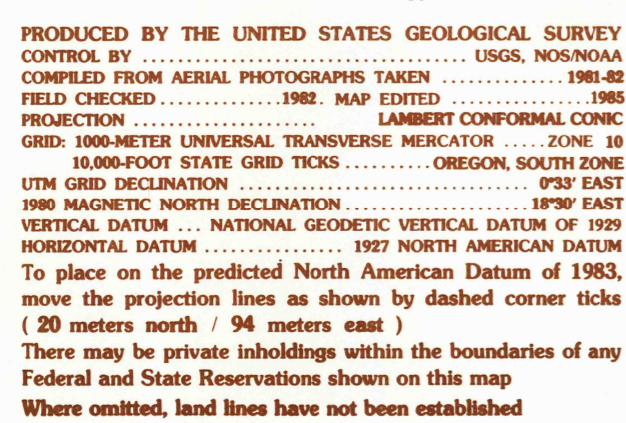 PRODUCED BY THE UNITED STATES GEOLOGICAL SURVEY
CONTROL BY .................................... USGS, NOS/NOAA
COMPILED FROM AERIAL PHOTOGRAPHS TAKEN .............. 1981-82
FIELD CHECKED ............... 1982. MAP EDITED ................. 1985
PROJECTION ..................... LAMBERT CONFORMAL CONIC
GRID: 1000-METER UNIVERSAL TRANSVERSE MERCATOR ..... ZONE 10
10,000-FOOT STATE GRID TICKS .......... OREGON, SOUTH ZONE
UTM GRID DECLINATION ................................... 0°33' EAST
1980 MAGNETIC NORTH DECLINATION ...................... 18°30' EAST
VERTICAL DATUM ... NATIONAL GEODETIC VERTICAL DATUM OF 1929
HORIZONTAL DATUM ................ 1927 NORTH AMERICAN DATUM
To place on the predicted North American Datum of 1983,
move the projection lines as shown by dashed corner ticks
( 20 meters north / 94 meters east )
There may be private inholdings within the boundaries of any
Federal and State Reservations shown on this map
Where omitted, land lines have not been established